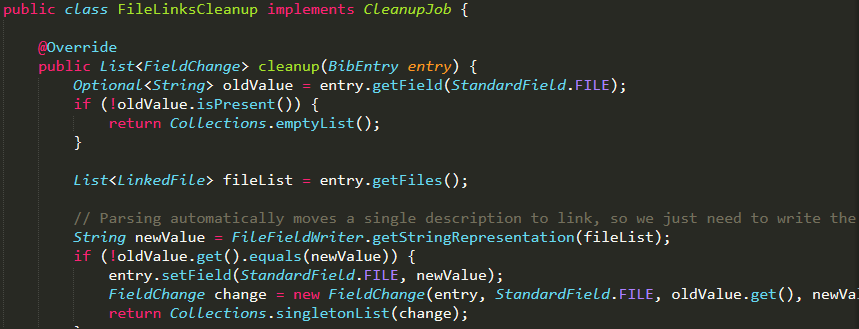 public class FileLinksCleanup implements CleanupJob {
@Override
public List<FieldChange> cleanup(BibEntry entry) {
Optional<String> oldValue = entry.getField(StandardField.FILE);
if (!oldValue.isPresent()) {
return Collections.emptyList();
}
List<LinkedFile> fileList = entry.getFiles();
// Parsing automatically moves a single description to link, so we just need to write the
String newValue = FileFieldWriter.getStringRepresentation(fileList);
if (!oldValue.get().equals(newValue)) {
entry.setField(StandardField.FILE, newValue);
FieldChange change = new FieldChange(entry, StandardField.FILE, oldValue.get(), newVal
return Collections.singletonList(change);